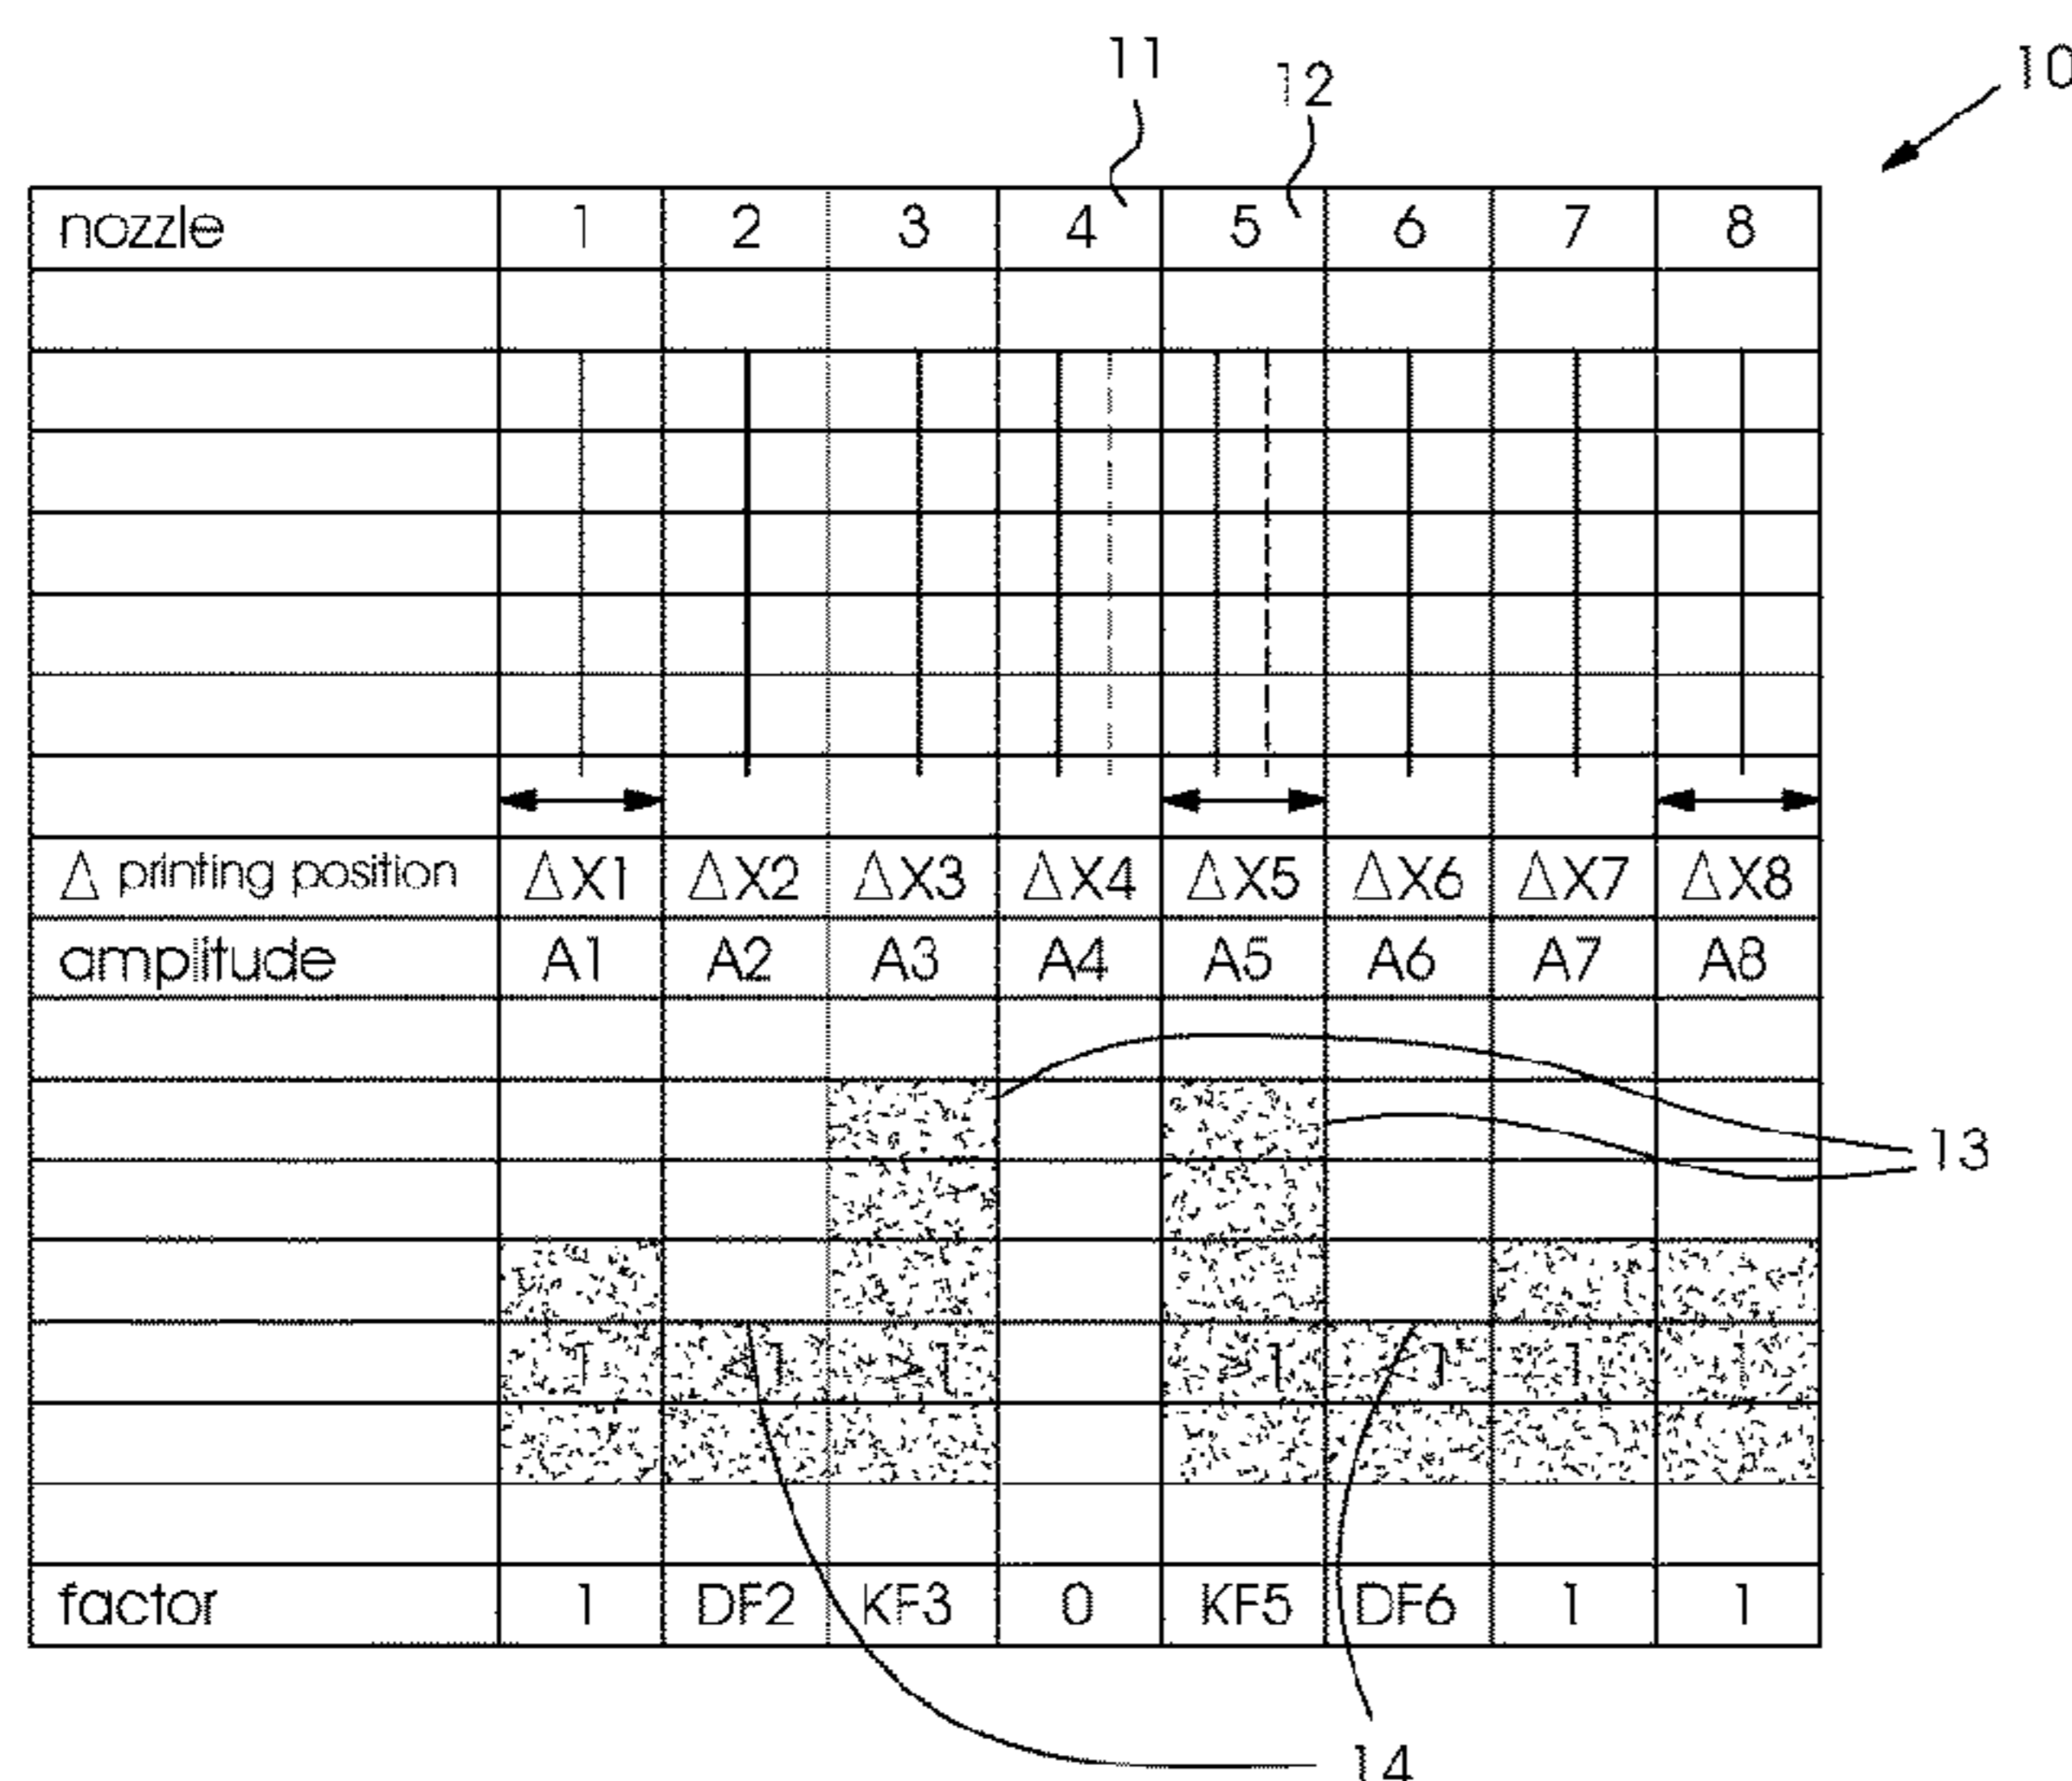 11
12
10
nozzle 1 2 3 4 5 6 7 8
Δ printing position ΔX1 ΔX2 ΔX3 ΔX4 ΔX5 ΔX6 ΔX7 ΔX8
amplitude A1 A2 A3 A4 A5 A6 A7 A8
13
1 <1 >1 >1 <1 1 1
factor 1 DF2 KF3 0 KF5 DF6 1 1
14